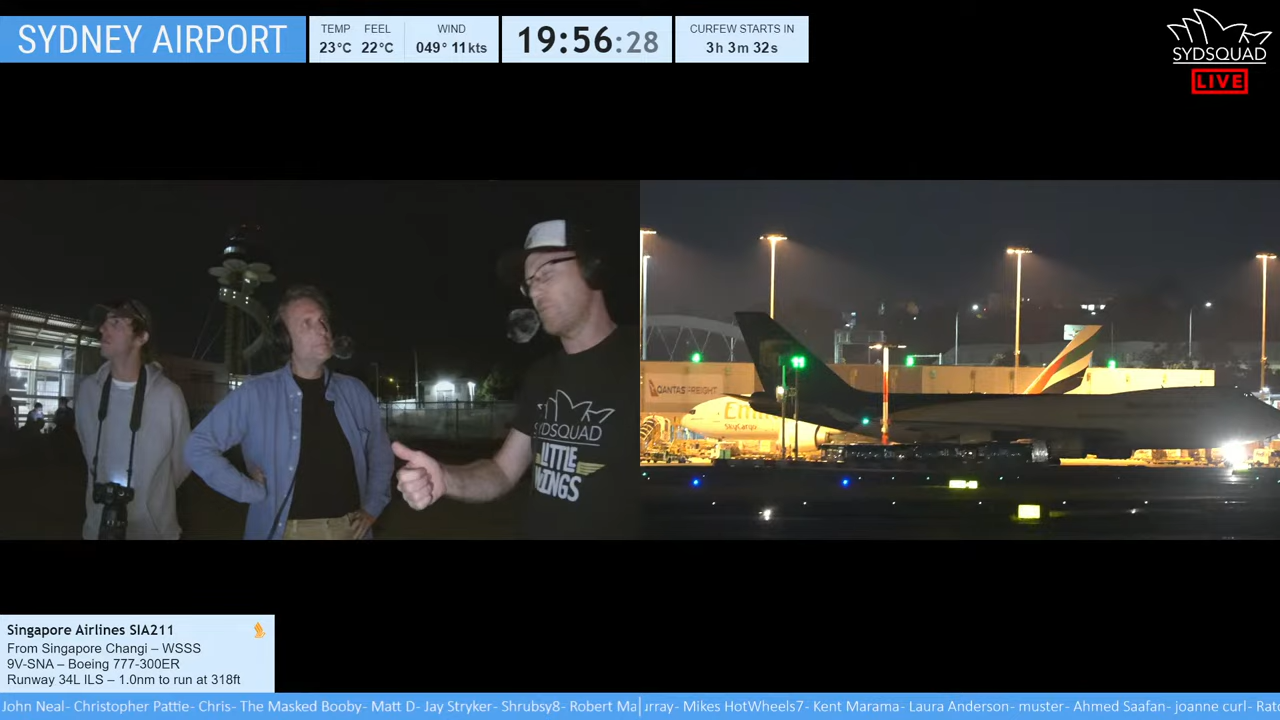 SYDNEY AIRPORT
TEMP FEEL WIND
23°C 22°C 049° 11kts
19:56:28
CURFEW STARTS IN
3h 3m 32s
SYDSQUAD
LIVE
SYDSQUAD
LITTLE
WINGS
QANTAS FREIGHT
Emi
SkyCargo
Singapore Airlines SIA211
From Singapore Changi – WSSS
9V-SNA – Boeing 777-300ER
Runway 34L ILS – 1.0nm to run at 318ft
John Neal- Christopher Pattie- Chris- The Masked Booby- Matt D- Jay Stryker- Shrubsy8- Robert Ma urray- Mikes HotWheels7- Kent Marama- Laura Anderson- muster- Ahmed Saafan- joanne curl- Rat